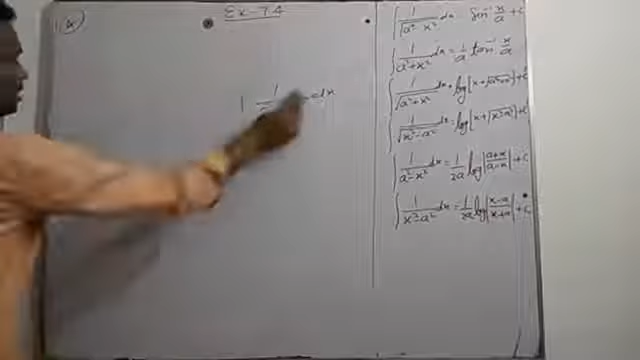 Ex-7.4
1 dx
∫ 1/√(a²-x²) dx = sin⁻¹ x/a + c
∫ 1/(a²+x²) dx = 1/a tan⁻¹ x/a
∫ 1/√(a²+x²) dx = log|x+√(a²+x²)|+c
∫ 1/√(x²-a²) dx = log|x+√(x²-a²)|+c
∫ 1/(a²-x²) dx = 1/2a log|(a+x)/(a-x)|+c
∫ 1/(x²-a²) dx = 1/2a log|(x-a)/(x+a)|+c